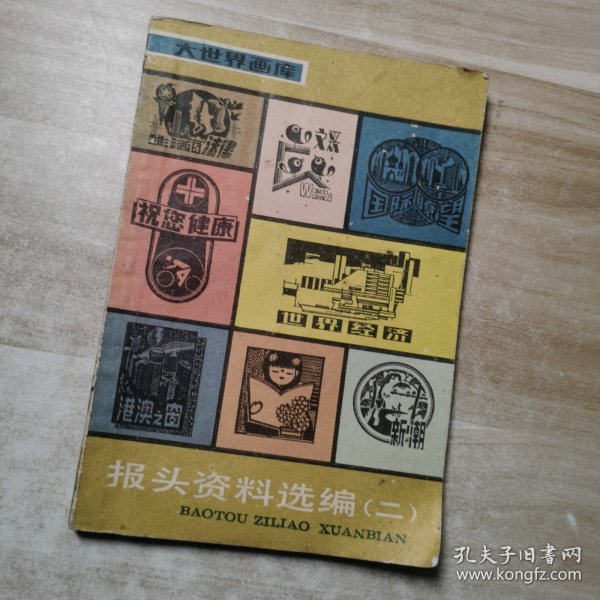 大世界画库
生活与健康
文娱
国际瞭望
祝您健康
世界经济
港澳之窗
新潮
报头资料选编(二)
BAOTOU ZILIAO XUANBIAN
孔夫子旧书网
www.kongfz.com